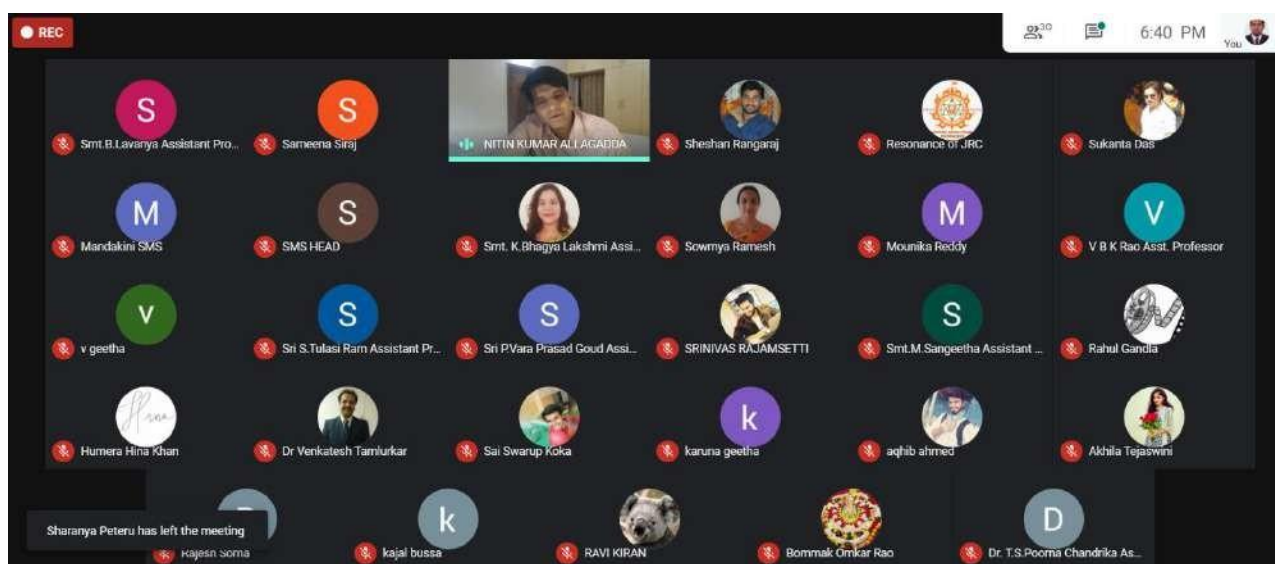 REC
30
6:40 PM
You
S
S
Smt.B.Lavanya Assistant Pro...
Sameena Siraj
NITIN KUMAR ALLAGADDA
Sheshan Rangaraj
Resonance of JRC
Sukanta Das
M
S
M
V
Mandakini SMS
SMS HEAD
Smt. K.Bhagya Lakshmi Assi...
Sowmya Ramesh
Mounika Reddy
V B K Rao Asst. Professor
v
S
S
S
v geetha
Sri S.Tulasi Ram Assistant Pr...
Sri P.Vara Prasad Goud Assi...
SRINIVAS RAJAMSETTI
Smt.M.Sangeetha Assistant ...
Rahul Gandla
Hina
k
Humera Hina Khan
Dr Venkatesh Tamlurkar
Sai Swarup Koka
karuna geetha
aqhib ahmed
Akhila Tejaswini
k
D
Sharanya Peteru has left the meeting
Rajesh Soma
kajal bussa
RAVI KIRAN
Bommak Omkar Rao
Dr. T.S.Poorna Chandrika As...